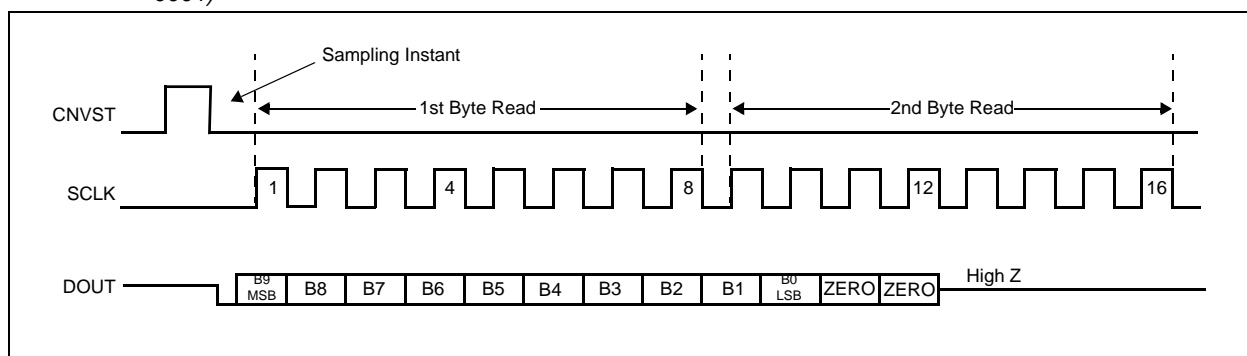 Sampling Instant
CNVST
1st Byte Read
2nd Byte Read
SCLK
1 4 8 12 16
DOUT
B9 MSB B8 B7 B6 B5 B4 B3 B2 B1 B0 LSB ZERO ZERO
High Z